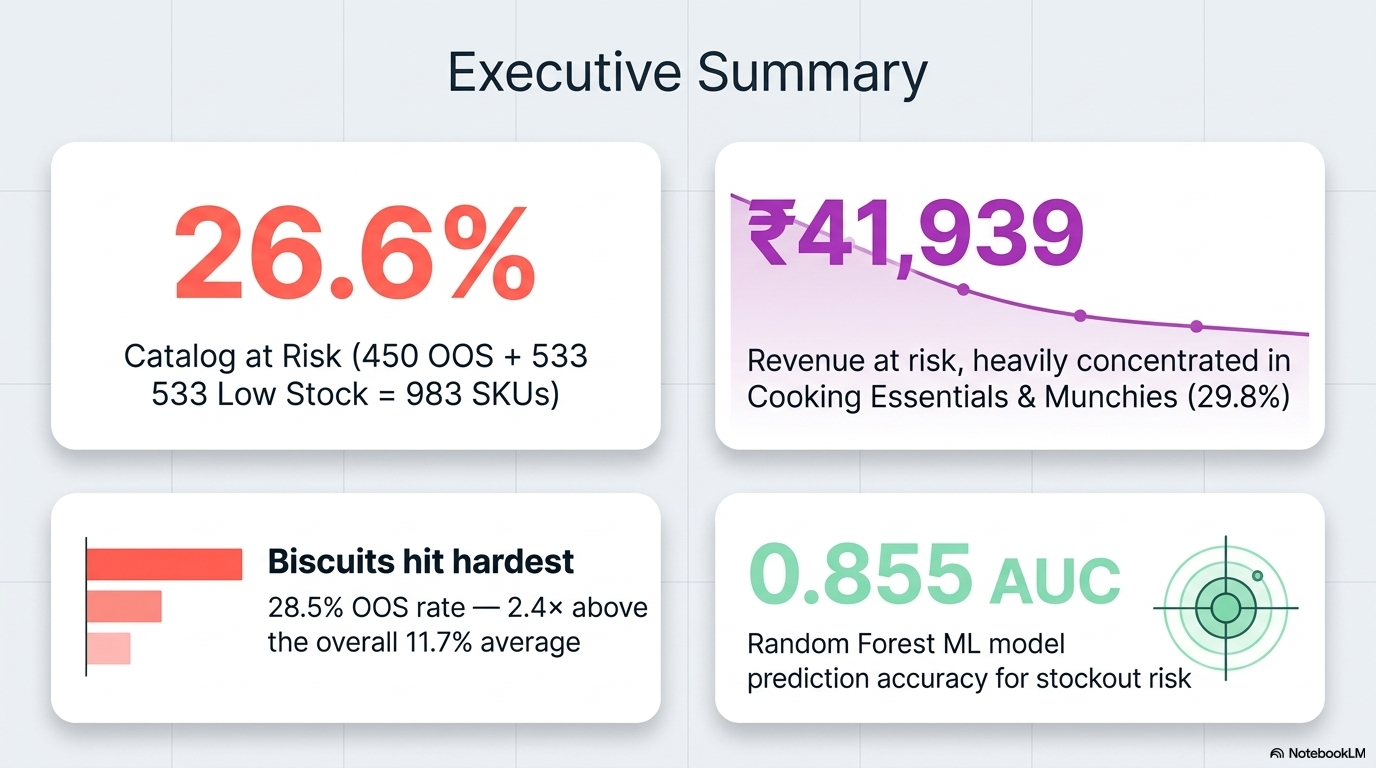 Executive Summary
26.6%
Catalog at Risk (450 OOS + 533
533 Low Stock = 983 SKUs)
₹41,939
Revenue at risk, heavily concentrated in
Cooking Essentials & Munchies (29.8%)
Biscuits hit hardest
28.5% OOS rate — 2.4× above
the overall 11.7% average
0.855 AUC
Random Forest ML model
prediction accuracy for stockout risk
NotebookLM